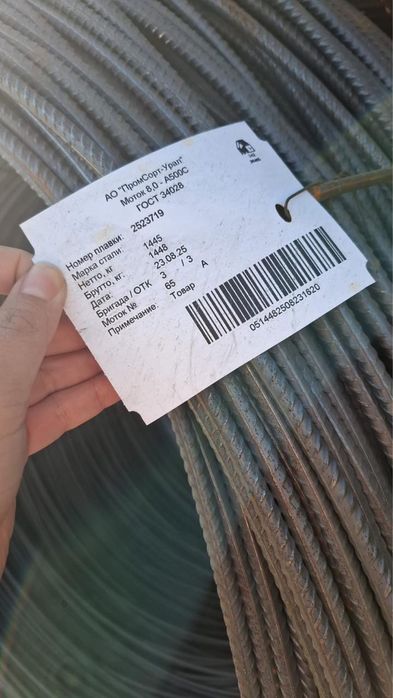 АО "ПромСорт-Урал"
Моток 8,0 - А500С
ГОСТ 34028
Номер плавки: 2523719
Марка стали:
Нетто, кг 1445
Брутто, кг: 1448
Дата: 23.08.25
Бригада / ОТК 3 / 3
Моток № 65 А
Примечание: Товар
0514482508231620